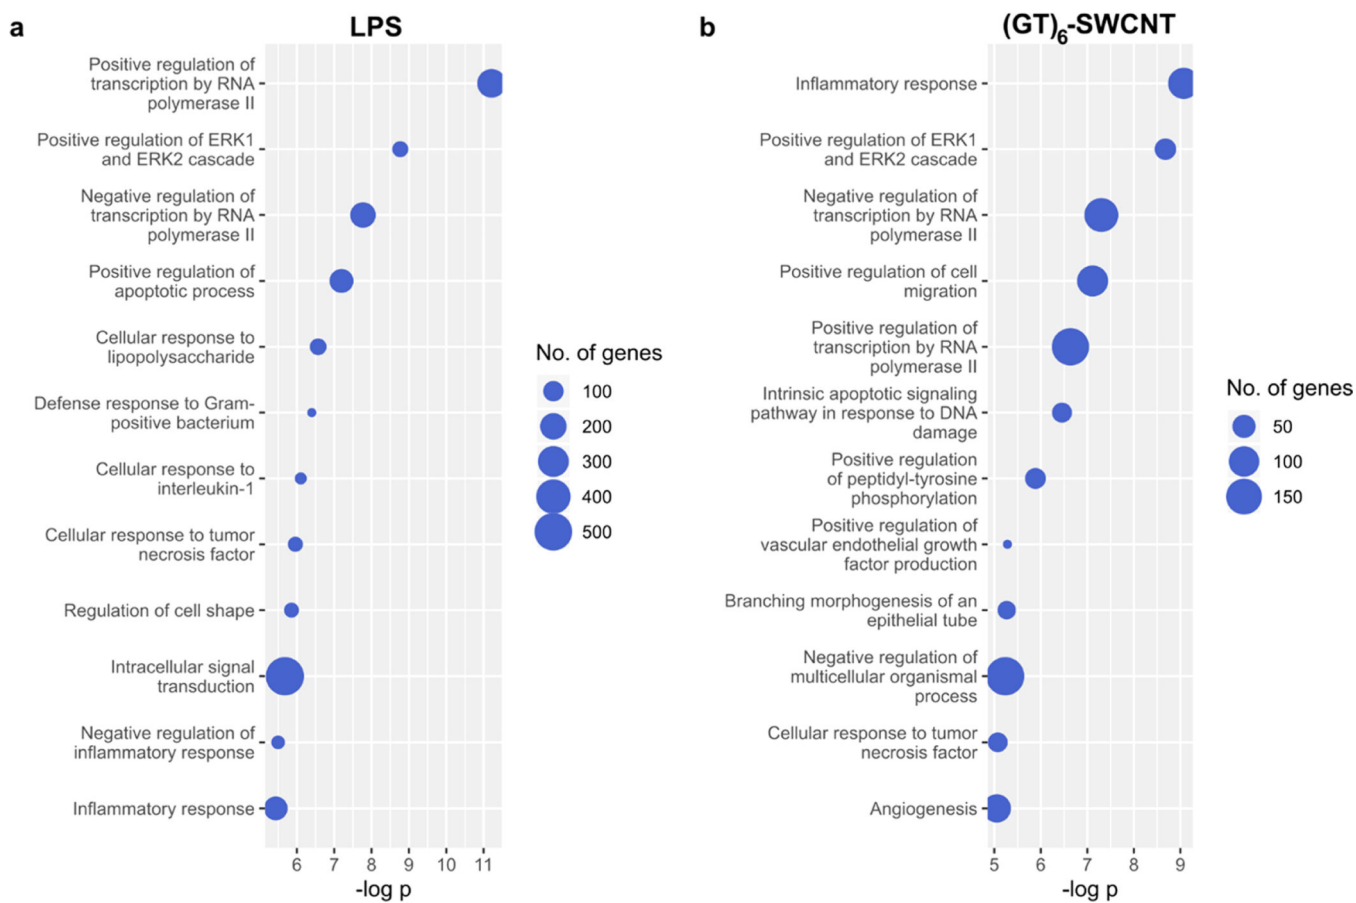 a
LPS
Positive regulation of
transcription by RNA
polymerase II
Positive regulation of ERK1
and ERK2 cascade
Negative regulation of
transcription by RNA
polymerase II
Positive regulation of
apoptotic process
Cellular response to
lipopolysaccharide
Defense response to Gram-
positive bacterium
Cellular response to
interleukin-1
Cellular response to tumor
necrosis factor
Regulation of cell shape
Intracellular signal
transduction
Negative regulation of
inflammatory response
Inflammatory response
6 7 8 9 10 11
-log p
No. of genes
100
200
300
400
500
b
(GT)6-SWCNT
Inflammatory response
Positive regulation of ERK1
and ERK2 cascade
Negative regulation of
transcription by RNA
polymerase II
Positive regulation of cell
migration
Positive regulation of
transcription by RNA
polymerase II
Intrinsic apoptotic signaling
pathway in response to DNA
damage
Positive regulation
of peptidyl-tyrosine
phosphorylation
Positive regulation of
vascular endothelial growth
factor production
Branching morphogenesis of an
epithelial tube
Negative regulation of
multicellular organismal
process
Cellular response to tumor
necrosis factor
Angiogenesis
5 6 7 8 9
-log p
No. of genes
50
100
150